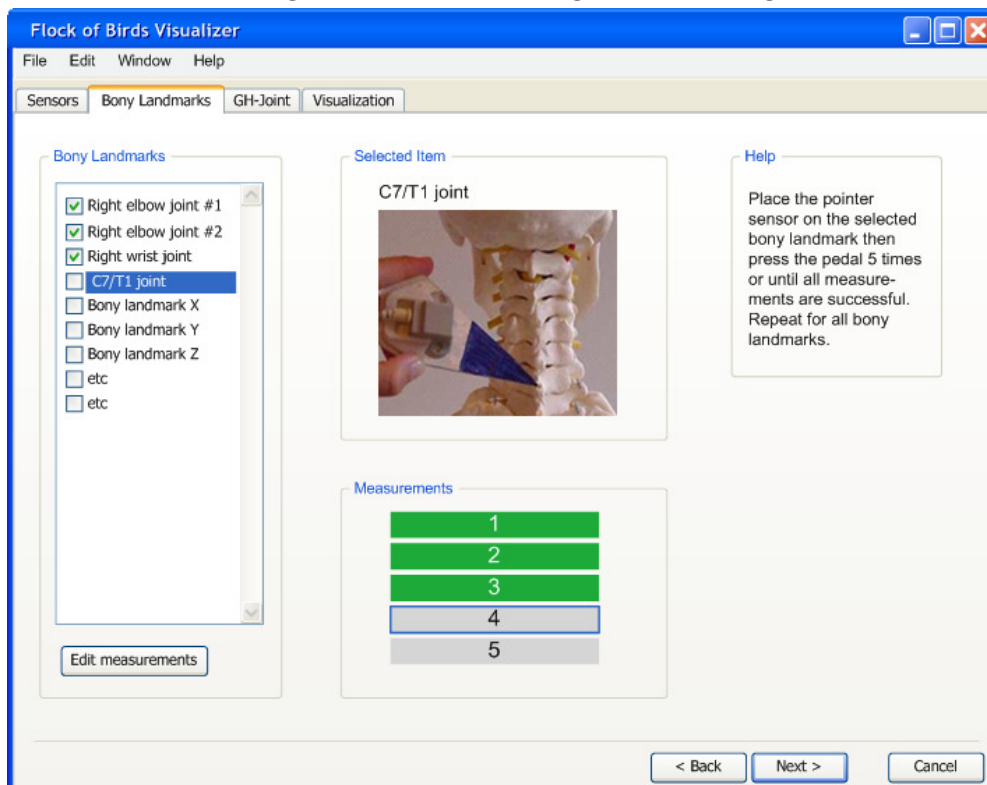 Flock of Birds Visualizer
File Edit Window Help
Sensors Bony Landmarks GH-Joint Visualization
Bony Landmarks
Right elbow joint #1
Right elbow joint #2
Right wrist joint
C7/T1 joint
Bony landmark X
Bony landmark Y
Bony landmark Z
etc
etc
Edit measurements
Selected Item
C7/T1 joint
Measurements
1
2
3
4
5
Help
Place the pointer
sensor on the selected
bony landmark then
press the pedal 5 times
or until all measure-
ments are successful.
Repeat for all bony
landmarks.
< Back Next > Cancel